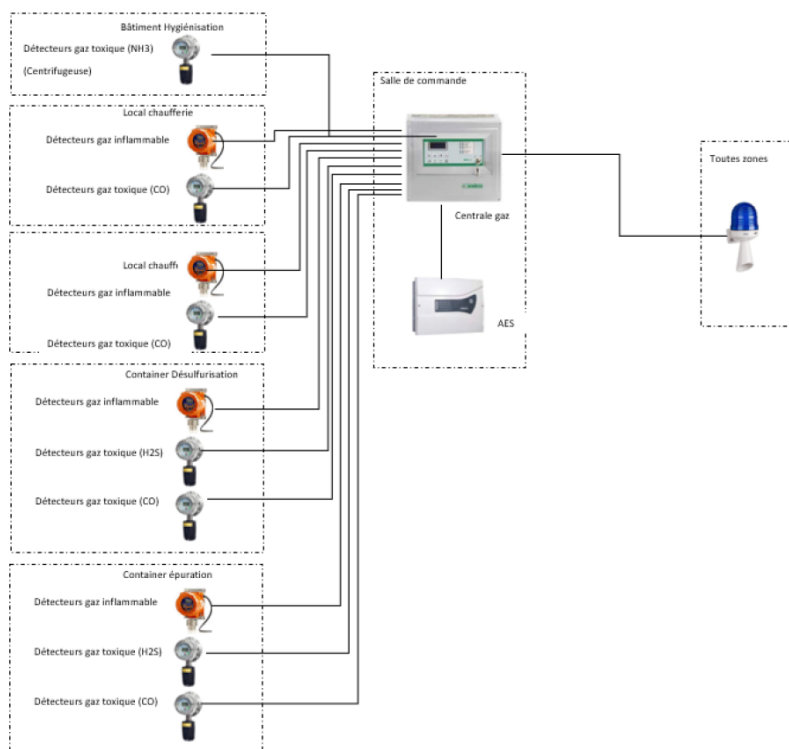 Bâtiment Hygiénisation
Détecteurs gaz toxique (NH3)
(Centrifugeuse)
Local chaufferie
Détecteurs gaz inflammable
Détecteurs gaz toxique (CO)
Local chauffe
Détecteurs gaz inflammable
Détecteurs gaz toxique (CO)
Container Désulfurisation
Détecteurs gaz inflammable
Détecteurs gaz toxique (H2S)
Détecteurs gaz toxique (CO)
Container épuration
Détecteurs gaz inflammable
Détecteurs gaz toxique (H2S)
Détecteurs gaz toxique (CO)
Salle de commande
Centrale gaz
AES
Toutes zones